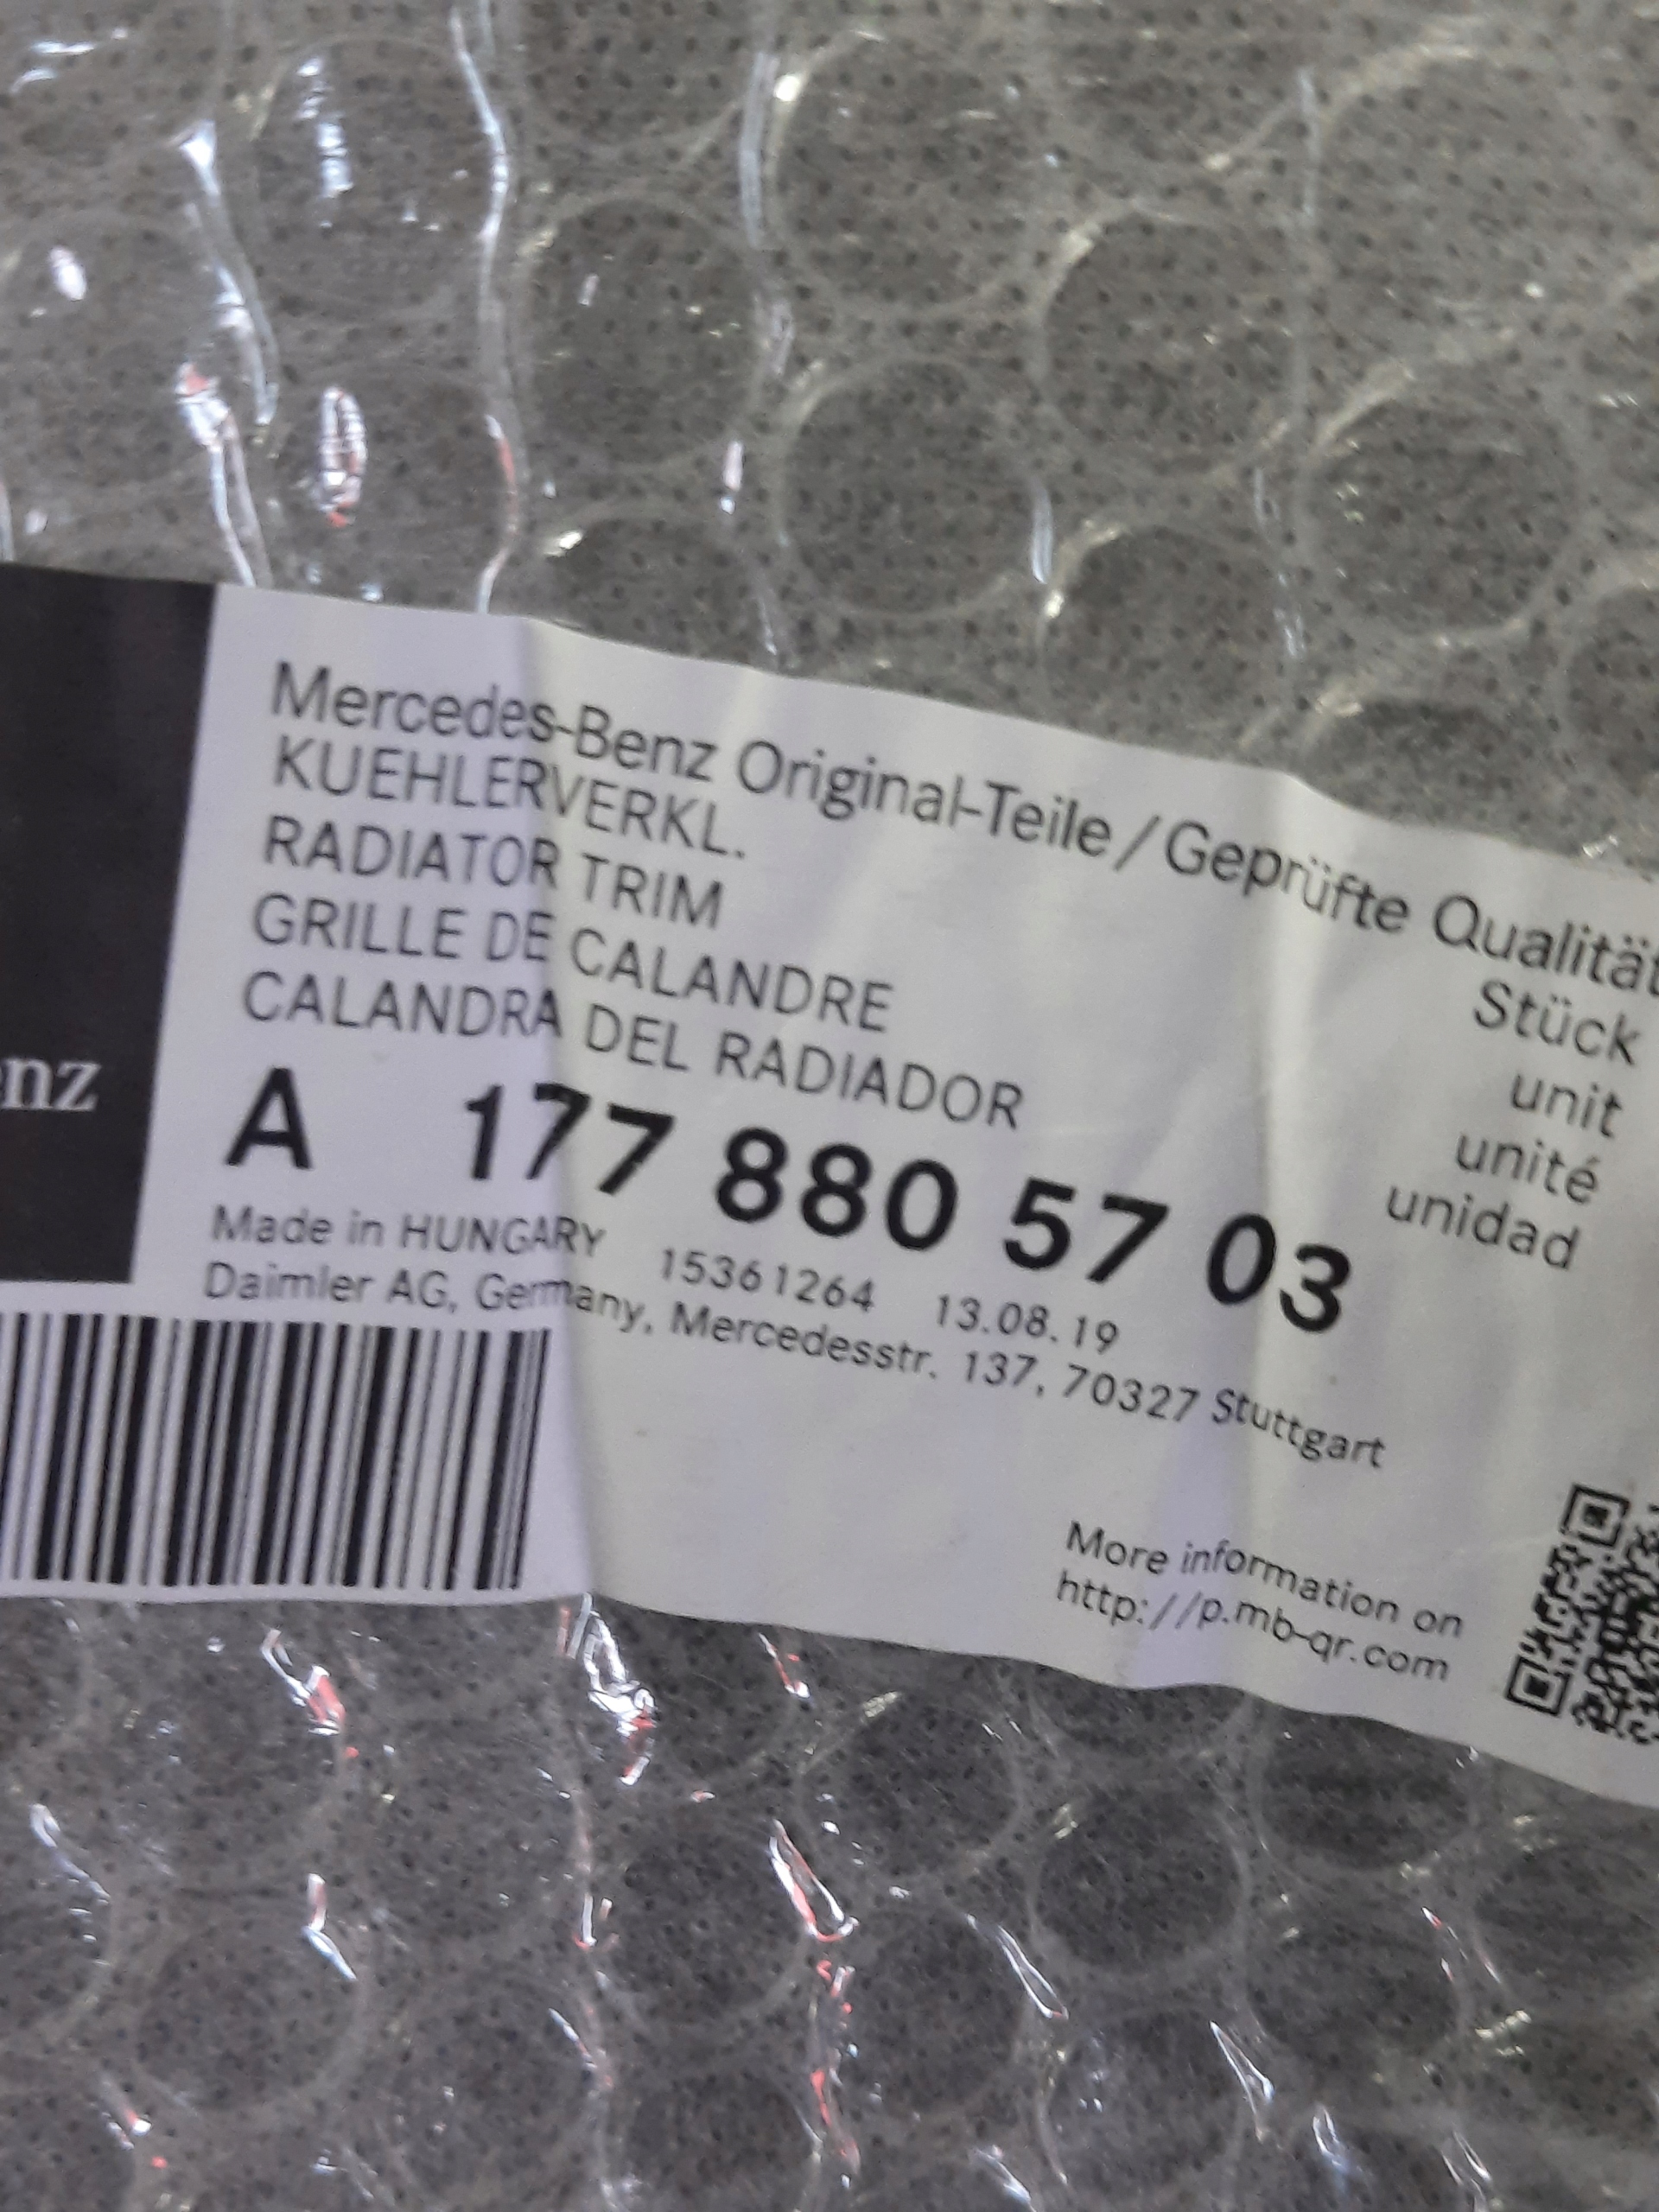 enz
Mercedes-Benz Original-Teile / Geprüfte Qualität
KUEHLERVERKL.
RADIATOR TRIM
GRILLE DE CALANDRE
CALANDRA DEL RADIADOR
Stück
unit
unité
unidad
A 177 880 57 03
Made in HUNGARY 15361264 13.08.19
Daimler AG, Germany, Mercedesstr. 137, 70327 Stuttgart
More information on
http://p.mb-qr.com